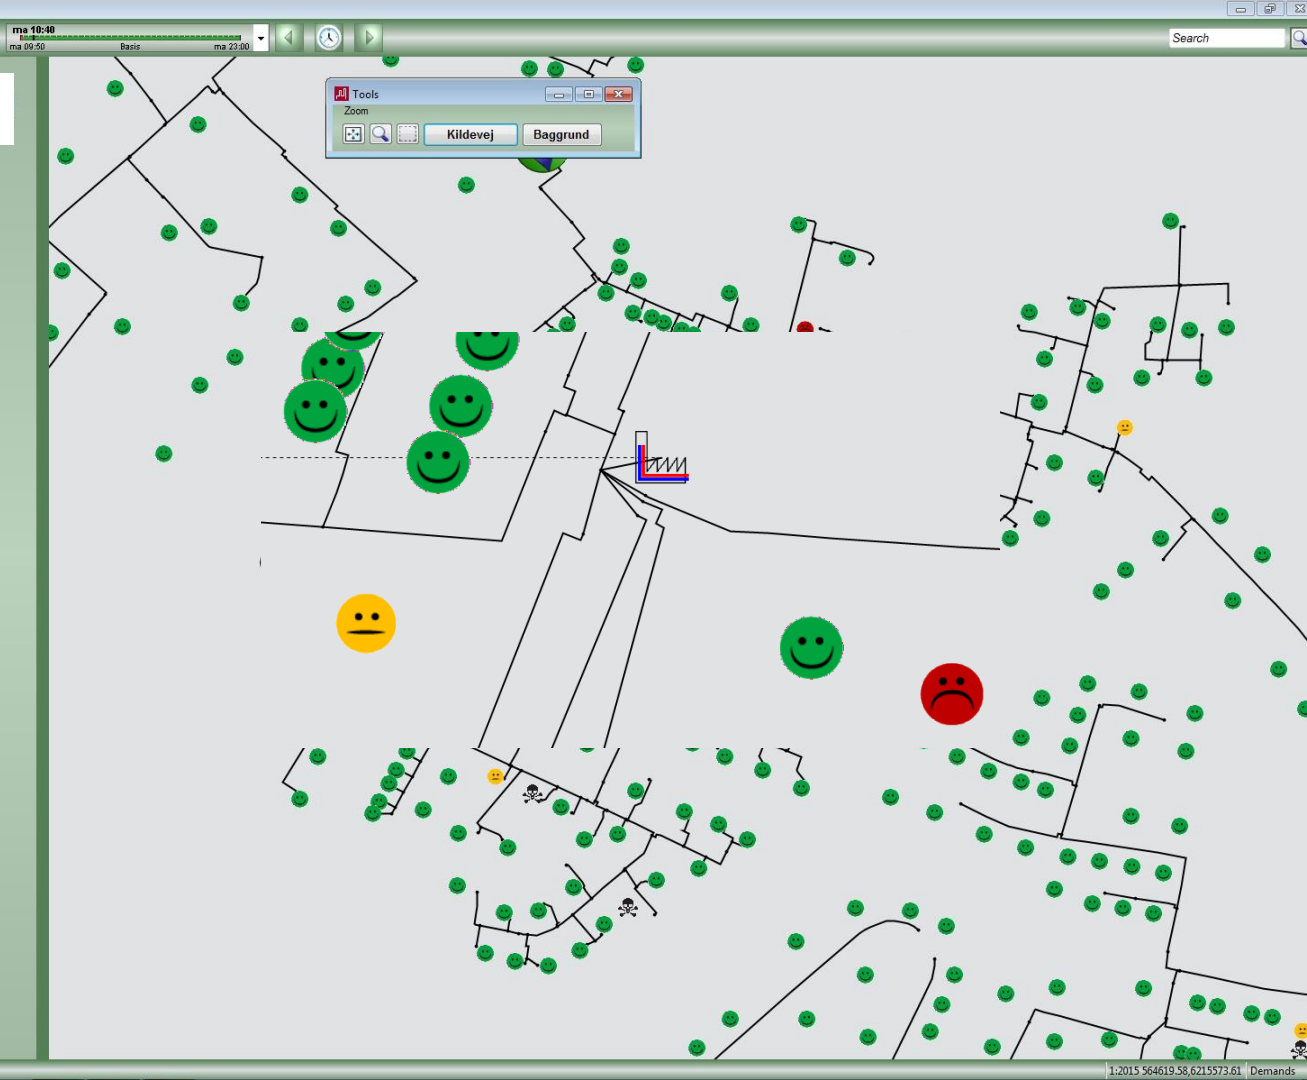 ma 10:40
ma 09:50 Basis ma 23:00
Search
Tools
Zoom
Kildevej Baggrund
1:2015 564619.58,6215573.61 Demands